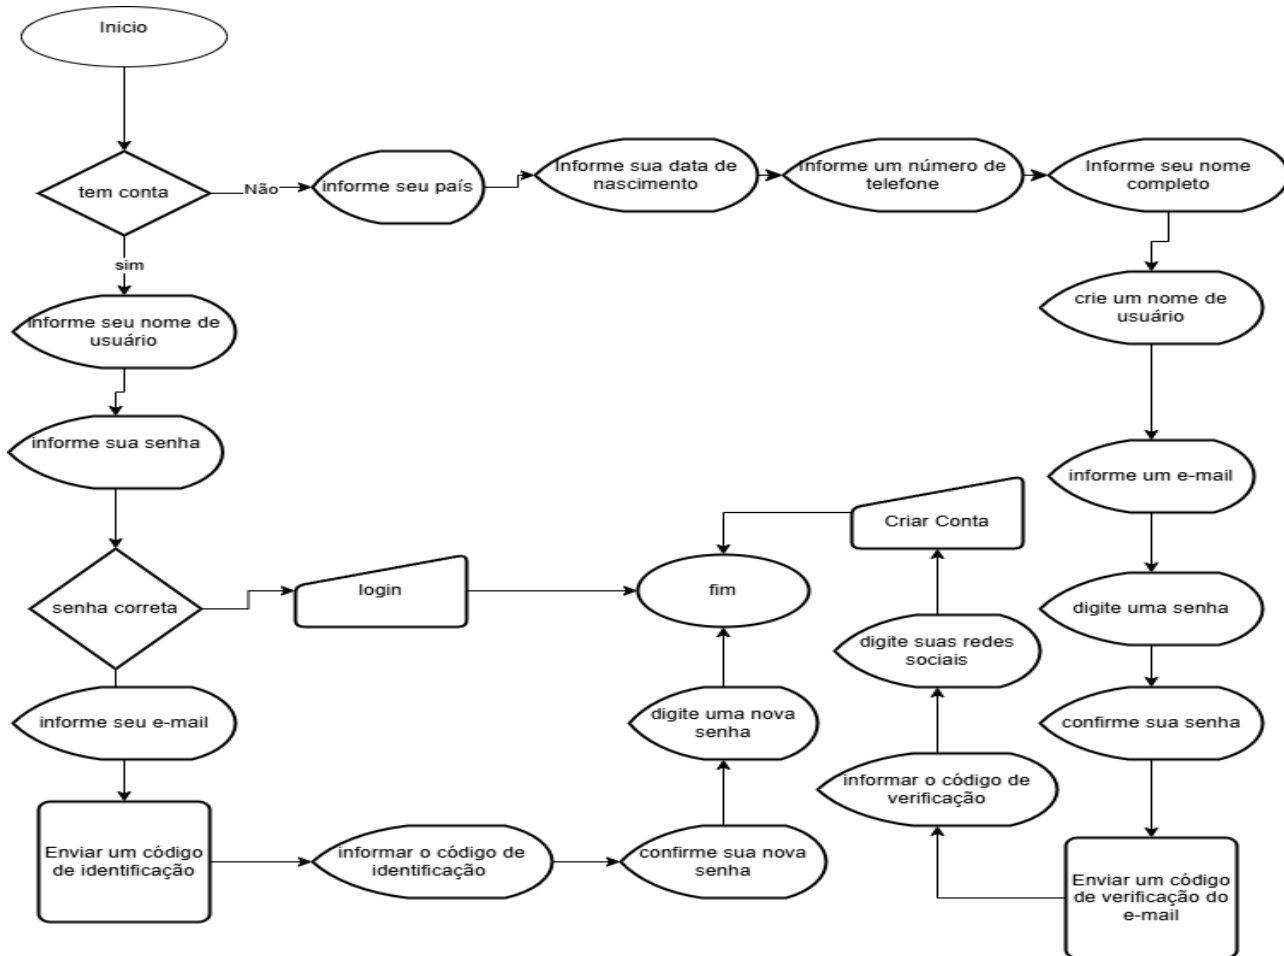 Inicio
tem conta
Não
informe seu país
Informe sua data de
nascimento
Informe um número de
telefone
Informe seu nome
completo
sim
informe seu nome de
usuário
crie um nome de
usuário
informe sua senha
informe um e-mail
Criar Conta
senha correta
login
fim
digite uma senha
digite suas redes
sociais
informe seu e-mail
digite uma nova
senha
confirme sua senha
informar o código de
verificação
Enviar um código
de identificação
informar o código de
identificação
confirme sua nova
senha
Enviar um código
de verificação do
e-mail